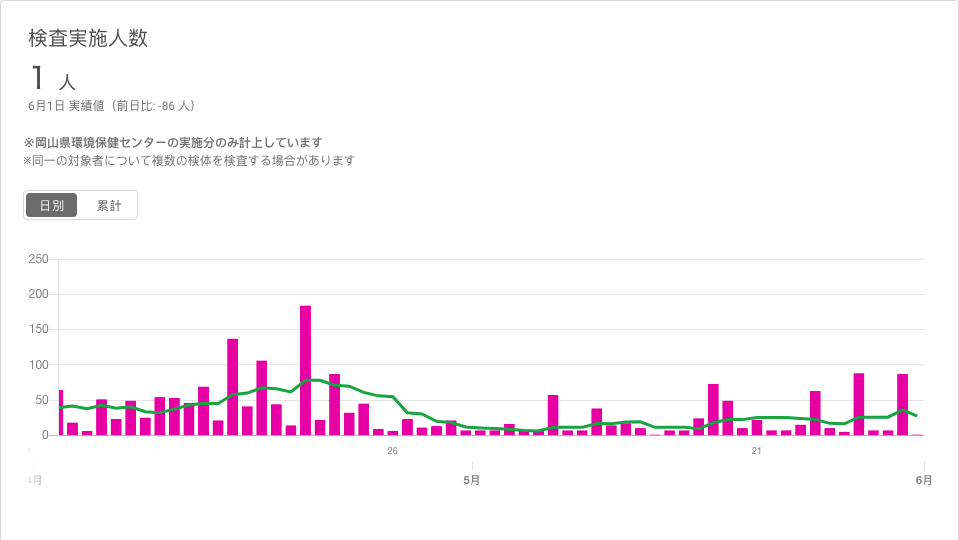 検査実施人数
1 人
6月1日 実績値（前日比: -86 人）
※岡山県環境保健センターの実施分のみ計上しています
※同一の対象者について複数の検体を検査する場合があります
日別 累計
250
200
150
100
50
0
26 21
4月 5月 6月